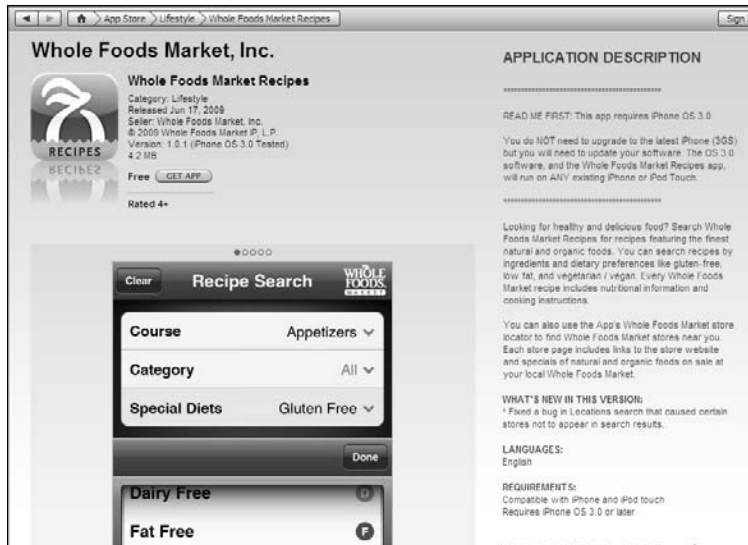 App Store
Lifestyle
Whole Foods Market Recipes
Sign
Whole Foods Market, Inc.
RECIPES
Whole Foods Market Recipes
Category: Lifestyle
Released Jun 17, 2009
Seller: Whole Foods Market, Inc.
© 2009 Whole Foods Market IP, L.P.
Version: 1.0.1 (iPhone OS 3.0 Tested)
4.2 MB
Free GET APP
Rated 4+
Clear
Recipe Search
WHOLE
FOODS
MARKET
Course Appetizers
Category All
Special Diets Gluten Free
Done
Dairy Free D
Fat Free F
APPLICATION DESCRIPTION
READ ME FIRST: This app requires iPhone OS 3.0.
You do NOT need to upgrade to the latest iPhone (3GS)
but you will need to update your software. The OS 3.0
software, and the Whole Foods Market Recipes app,
will run on ANY existing iPhone or iPod Touch.
Looking for healthy and delicious food? Search Whole
Foods Market Recipes for recipes featuring the finest
natural and organic foods. You can search recipes by
ingredients and dietary preferences like gluten-free,
low fat, and vegetarian / vegan. Every Whole Foods
Market recipe includes nutritional information and
cooking instructions.
You can also use the App's Whole Foods Market store
locator to find Whole Foods Market stores near you.
Each store page includes links to the store website
and specials of natural and organic foods on sale at
your local Whole Foods Market.
WHAT'S NEW IN THIS VERSION:
* Fixed a bug in Locations search that caused certain
stores not to appear in search results.
LANGUAGES:
English
REQUIREMENTS:
Compatible with iPhone and iPod touch
Requires iPhone OS 3.0 or later